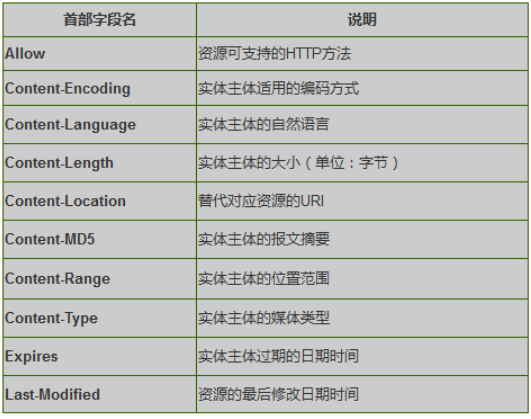 首部字段名 说明
Allow 资源可支持的HTTP方法
Content-Encoding 实体主体适用的编码方式
Content-Language 实体主体的自然语言
Content-Length 实体主体的大小（单位：字节）
Content-Location 替代对应资源的URI
Content-MD5 实体主体的报文摘要
Content-Range 实体主体的位置范围
Content-Type 实体主体的媒体类型
Expires 实体主体过期的日期时间
Last-Modified 资源的最后修改日期时间